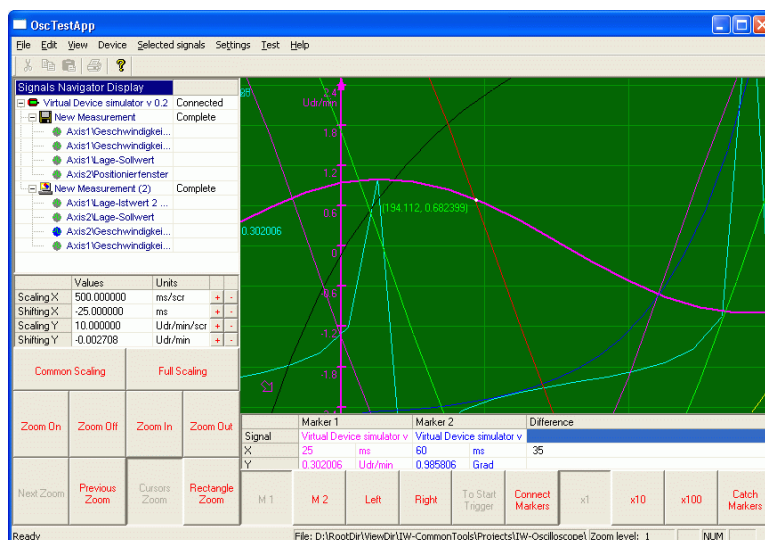 OscTestApp
File Edit View Device Selected signals Settings Test Help
Signals Navigator Display
Virtual Device simulator v 0.2 Connected
New Measurement Complete
Axis1\Geschwindigkei...
Axis1\Geschwindigkei...
Axis1\Lage-Sollwert
Axis2\Positionierfenster
New Measurement (2) Complete
Axis1\Lage-Istwert 2 ...
Axis2\Lage-Sollwert
Axis2\Geschwindigkei...
Axis1\Geschwindigkei...
2.4
Udr/min
1.8
1.2
0.6
(194.112, 0.682399)
0.302006
0
-0.6
-1.2
-1.8
Values Units
Scaling X 500.000000 ms/scr + -
Shifting X -25.000000 ms + -
Scaling Y 10.000000 Udr/min/scr + -
Shifting Y -0.002708 Udr/min + -
Common Scaling Full Scaling
Zoom On Zoom Off Zoom In Zoom Out
Next Zoom Previous Zoom Cursors Zoom Rectangle Zoom
Marker 1 Marker 2 Difference
Signal Virtual Device simulator v Virtual Device simulator v
X 25 ms 60 ms 35
Y 0.302006 Udr/min 0.985806 Grad
M 1 M 2 Left Right To Start Trigger Connect Markers x1 x10 x100 Catch Markers
Ready File: D:\RootDir\ViewDir\IW-CommonTools\Projects\IW-Oscilloscope\ Zoom level: 1 NUM